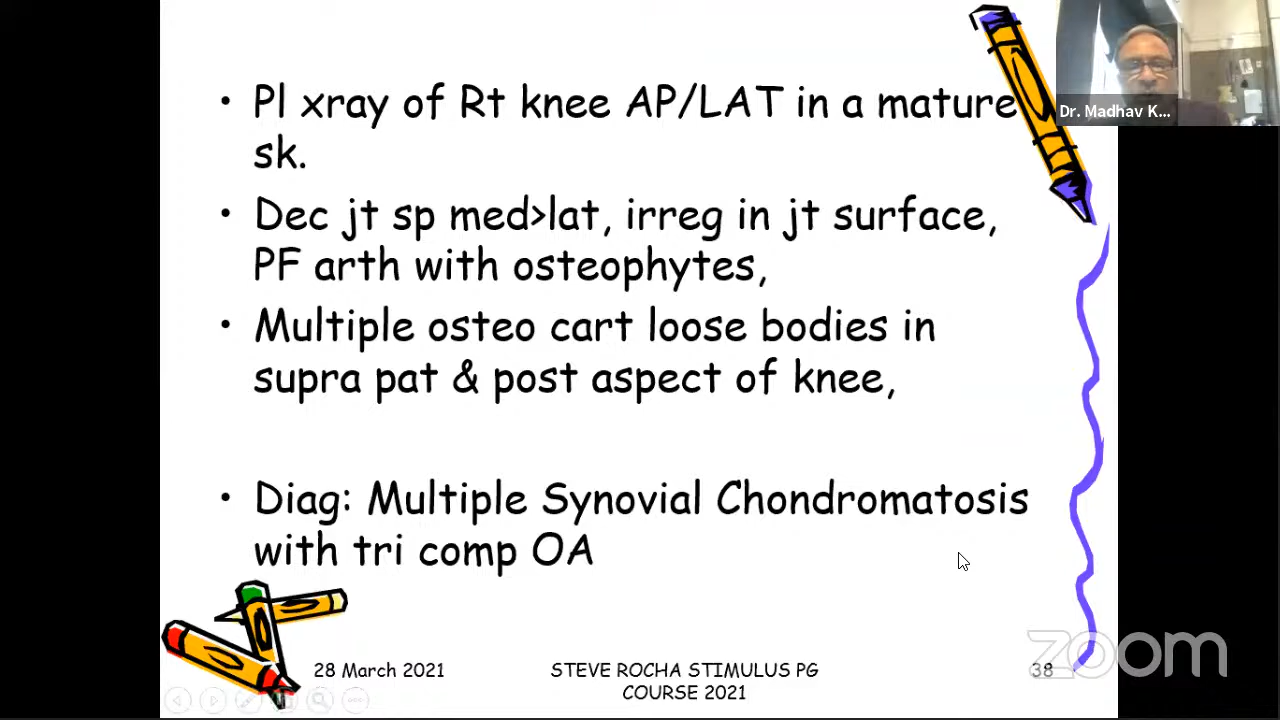 • Pl xray of Rt knee AP/LAT in a mature
sk.
• Dec jt sp med>lat, irreg in jt surface,
PF arth with osteophytes,
• Multiple osteo cart loose bodies in
supra pat & post aspect of knee,
• Diag: Multiple Synovial Chondromatosis
with tri comp OA
Dr. Madhav K...
28 March 2021
STEVE ROCHA STIMULUS PG
COURSE 2021
38
zoom